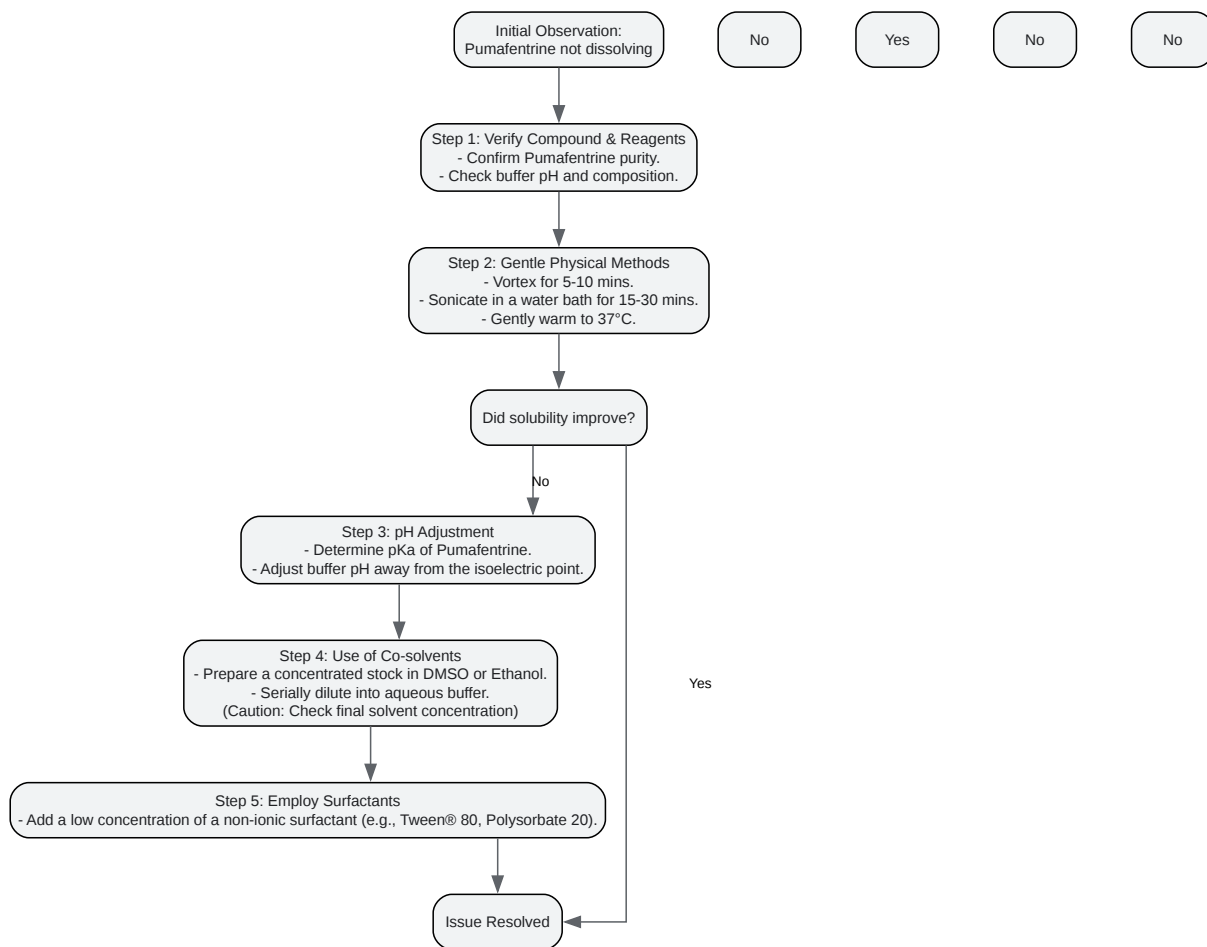 Initial Observation:
Pumafentrine not dissolving
No
Yes
No
No
Step 1: Verify Compound & Reagents
- Confirm Pumafentrine purity.
- Check buffer pH and composition.
Step 2: Gentle Physical Methods
- Vortex for 5-10 mins.
- Sonicate in a water bath for 15-30 mins.
- Gently warm to 37°C.
Did solubility improve?
No
Step 3: pH Adjustment
- Determine pKa of Pumafentrine.
- Adjust buffer pH away from the isoelectric point.
Step 4: Use of Co-solvents
- Prepare a concentrated stock in DMSO or Ethanol.
- Serially dilute into aqueous buffer.
(Caution: Check final solvent concentration)
Yes
Step 5: Employ Surfactants
- Add a low concentration of a non-ionic surfactant (e.g., Tween® 80, Polysorbate 20).
Issue Resolved